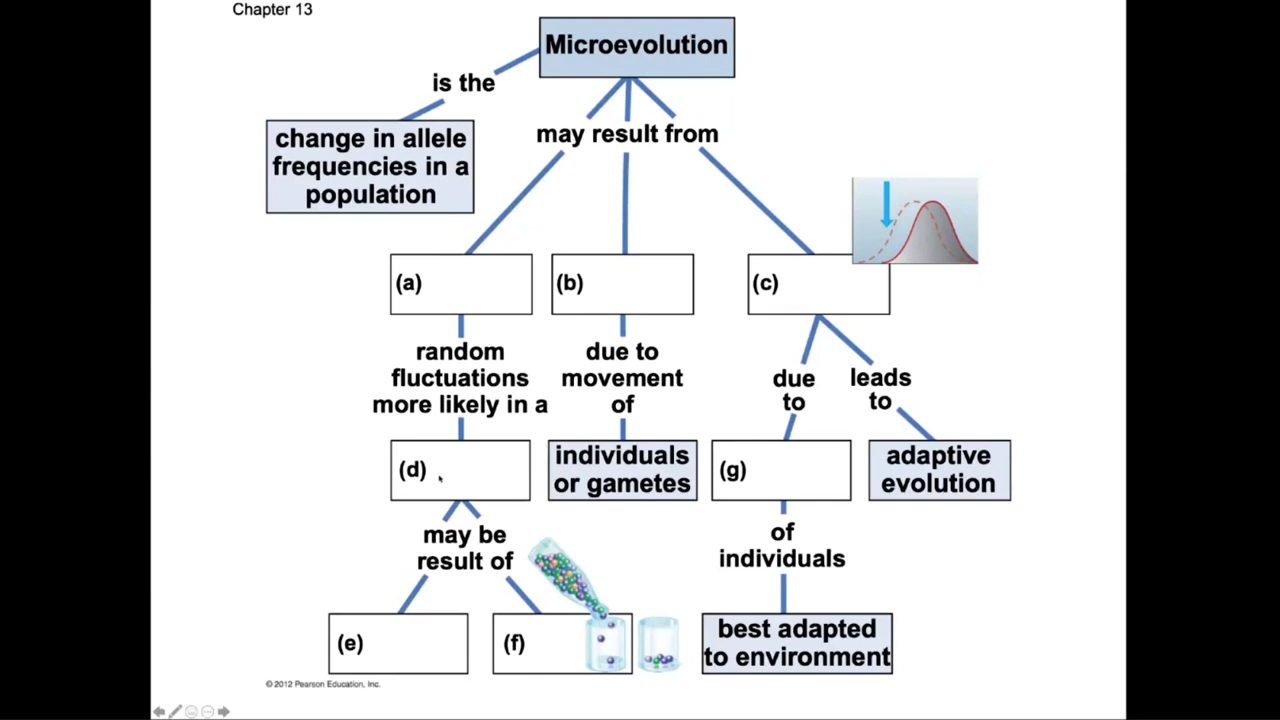 Chapter 13
Microevolution
is the
change in allele
frequencies in a
population
may result from
(a)
(b)
(c)
random
fluctuations
more likely in a
due to
movement
of
due
to
leads
to
(d)
individuals
or gametes
(g)
adaptive
evolution
may be
result of
of
individuals
(e)
(f)
best adapted
to environment
© 2012 Pearson Education, Inc.